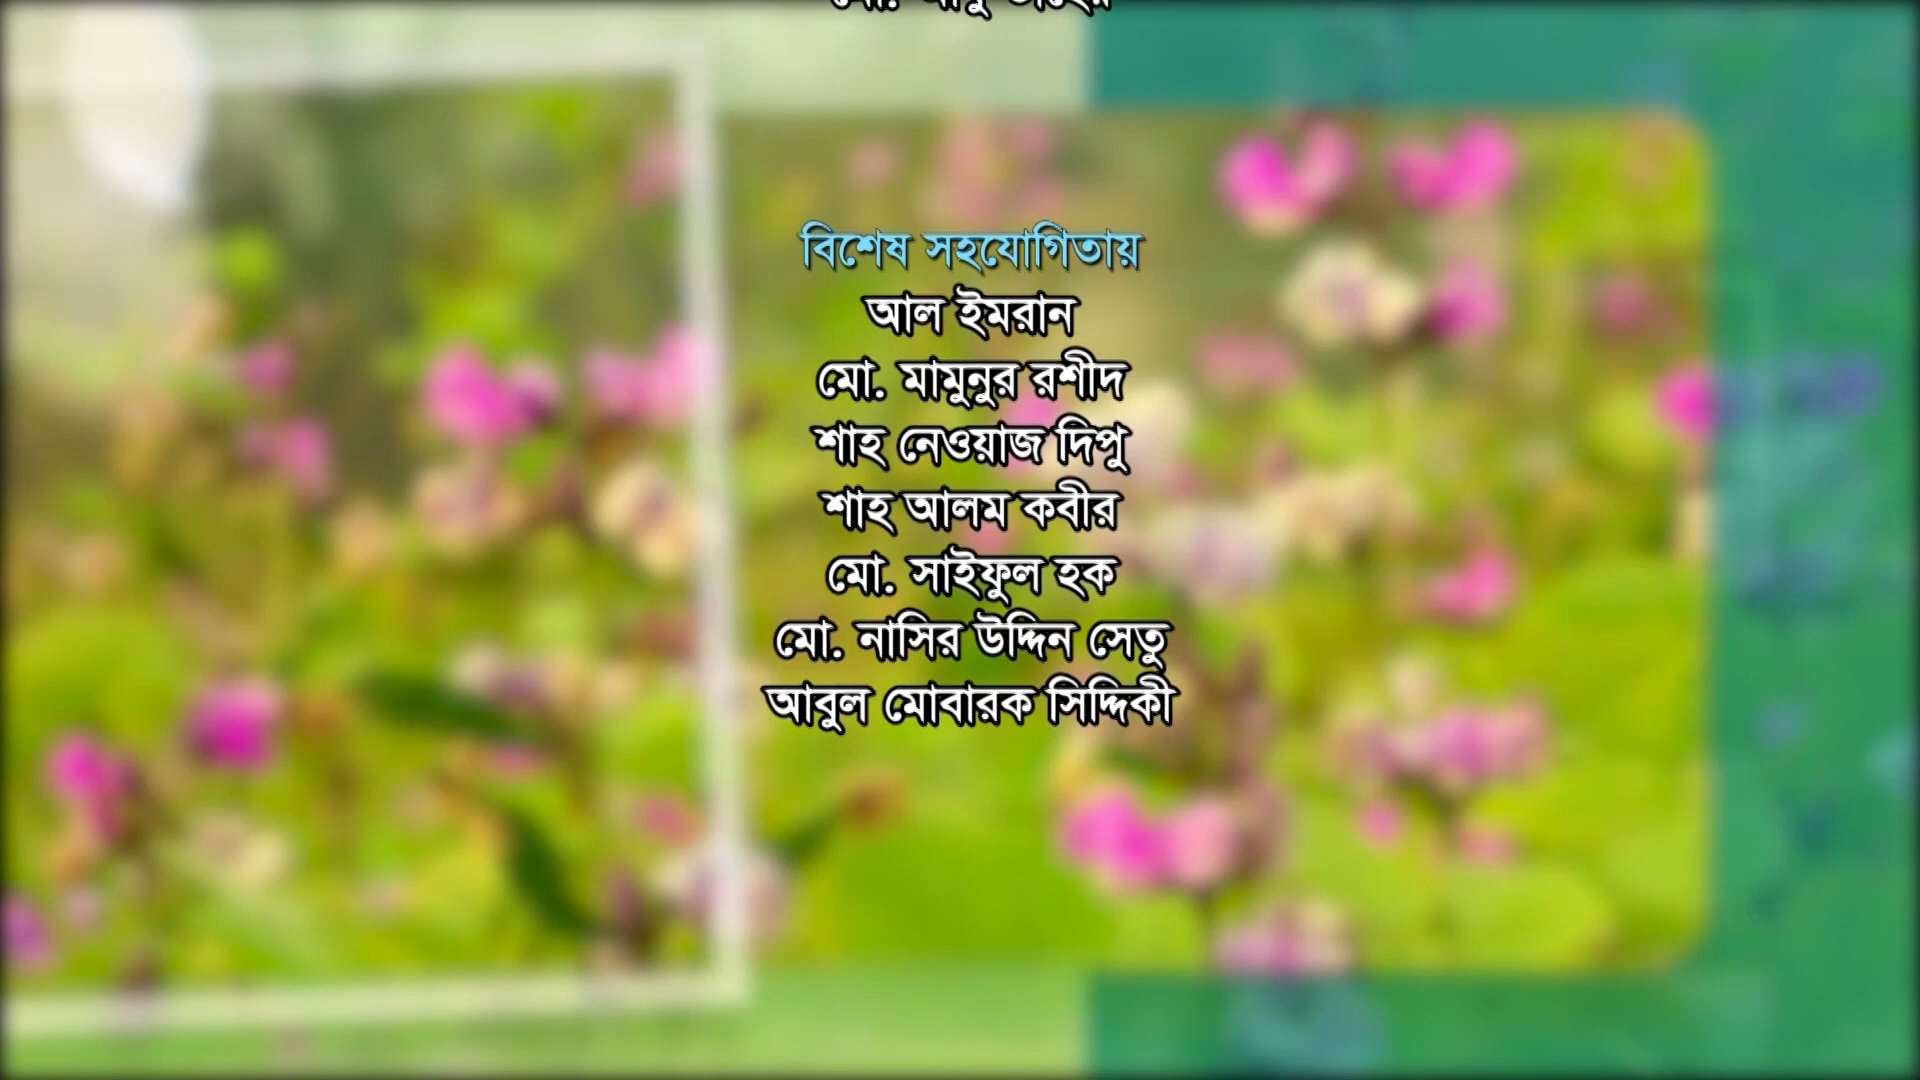 বিশেষ সহযোগিতায়
আল ইমরান
মো. মামুনুর রশীদ
শাহ নেওয়াজ দিপু
শাহ আলম কবীর
মো. সাইফুল হক
মো. নাসির উদ্দিন সেতু
আবুল মোবারক সিদ্দিকী